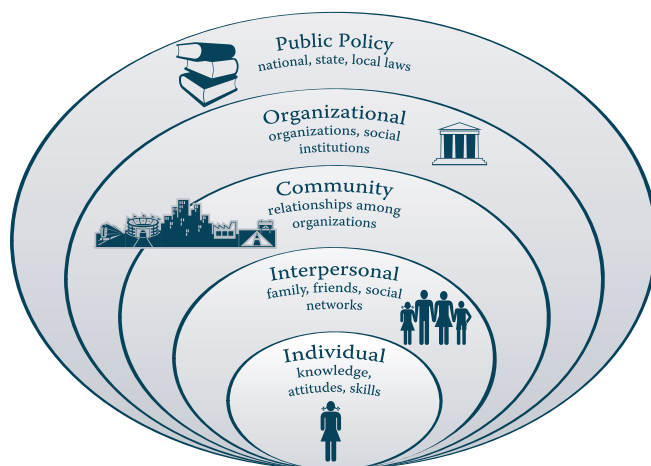 Public Policy
national, state, local laws
Organizational
organizations, social
institutions
Community
relationships among
organizations
Interpersonal
family, friends, social
networks
Individual
knowledge,
attitudes, skills